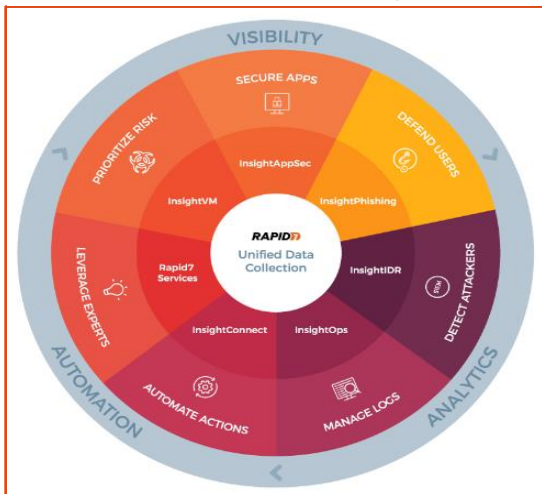 VISIBILITY
SECURE APPS
InsightAppSec
DEFEND USERS
InsightPhishing
DETECT ATTACKERS
SIEM
InsightIDR
MANAGE LOGS
InsightOps
AUTOMATE ACTIONS
InsightConnect
LEVERAGE EXPERTS
Rapid7
Services
PRIORITIZE RISK
InsightVM
RAPID7
Unified Data
Collection
ANALYTICS
AUTOMATION